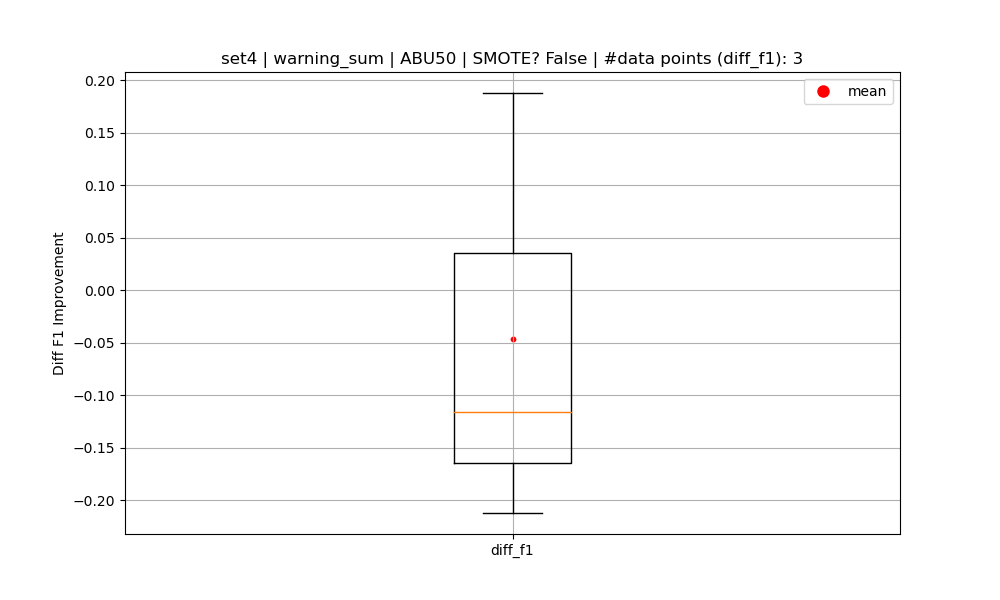 set4 | warning_sum | ABU50 | SMOTE? False | #data points (diff_f1): 3
mean
Diff F1 Improvement
0.20
0.15
0.10
0.05
0.00
−0.05
−0.10
−0.15
−0.20
diff_f1